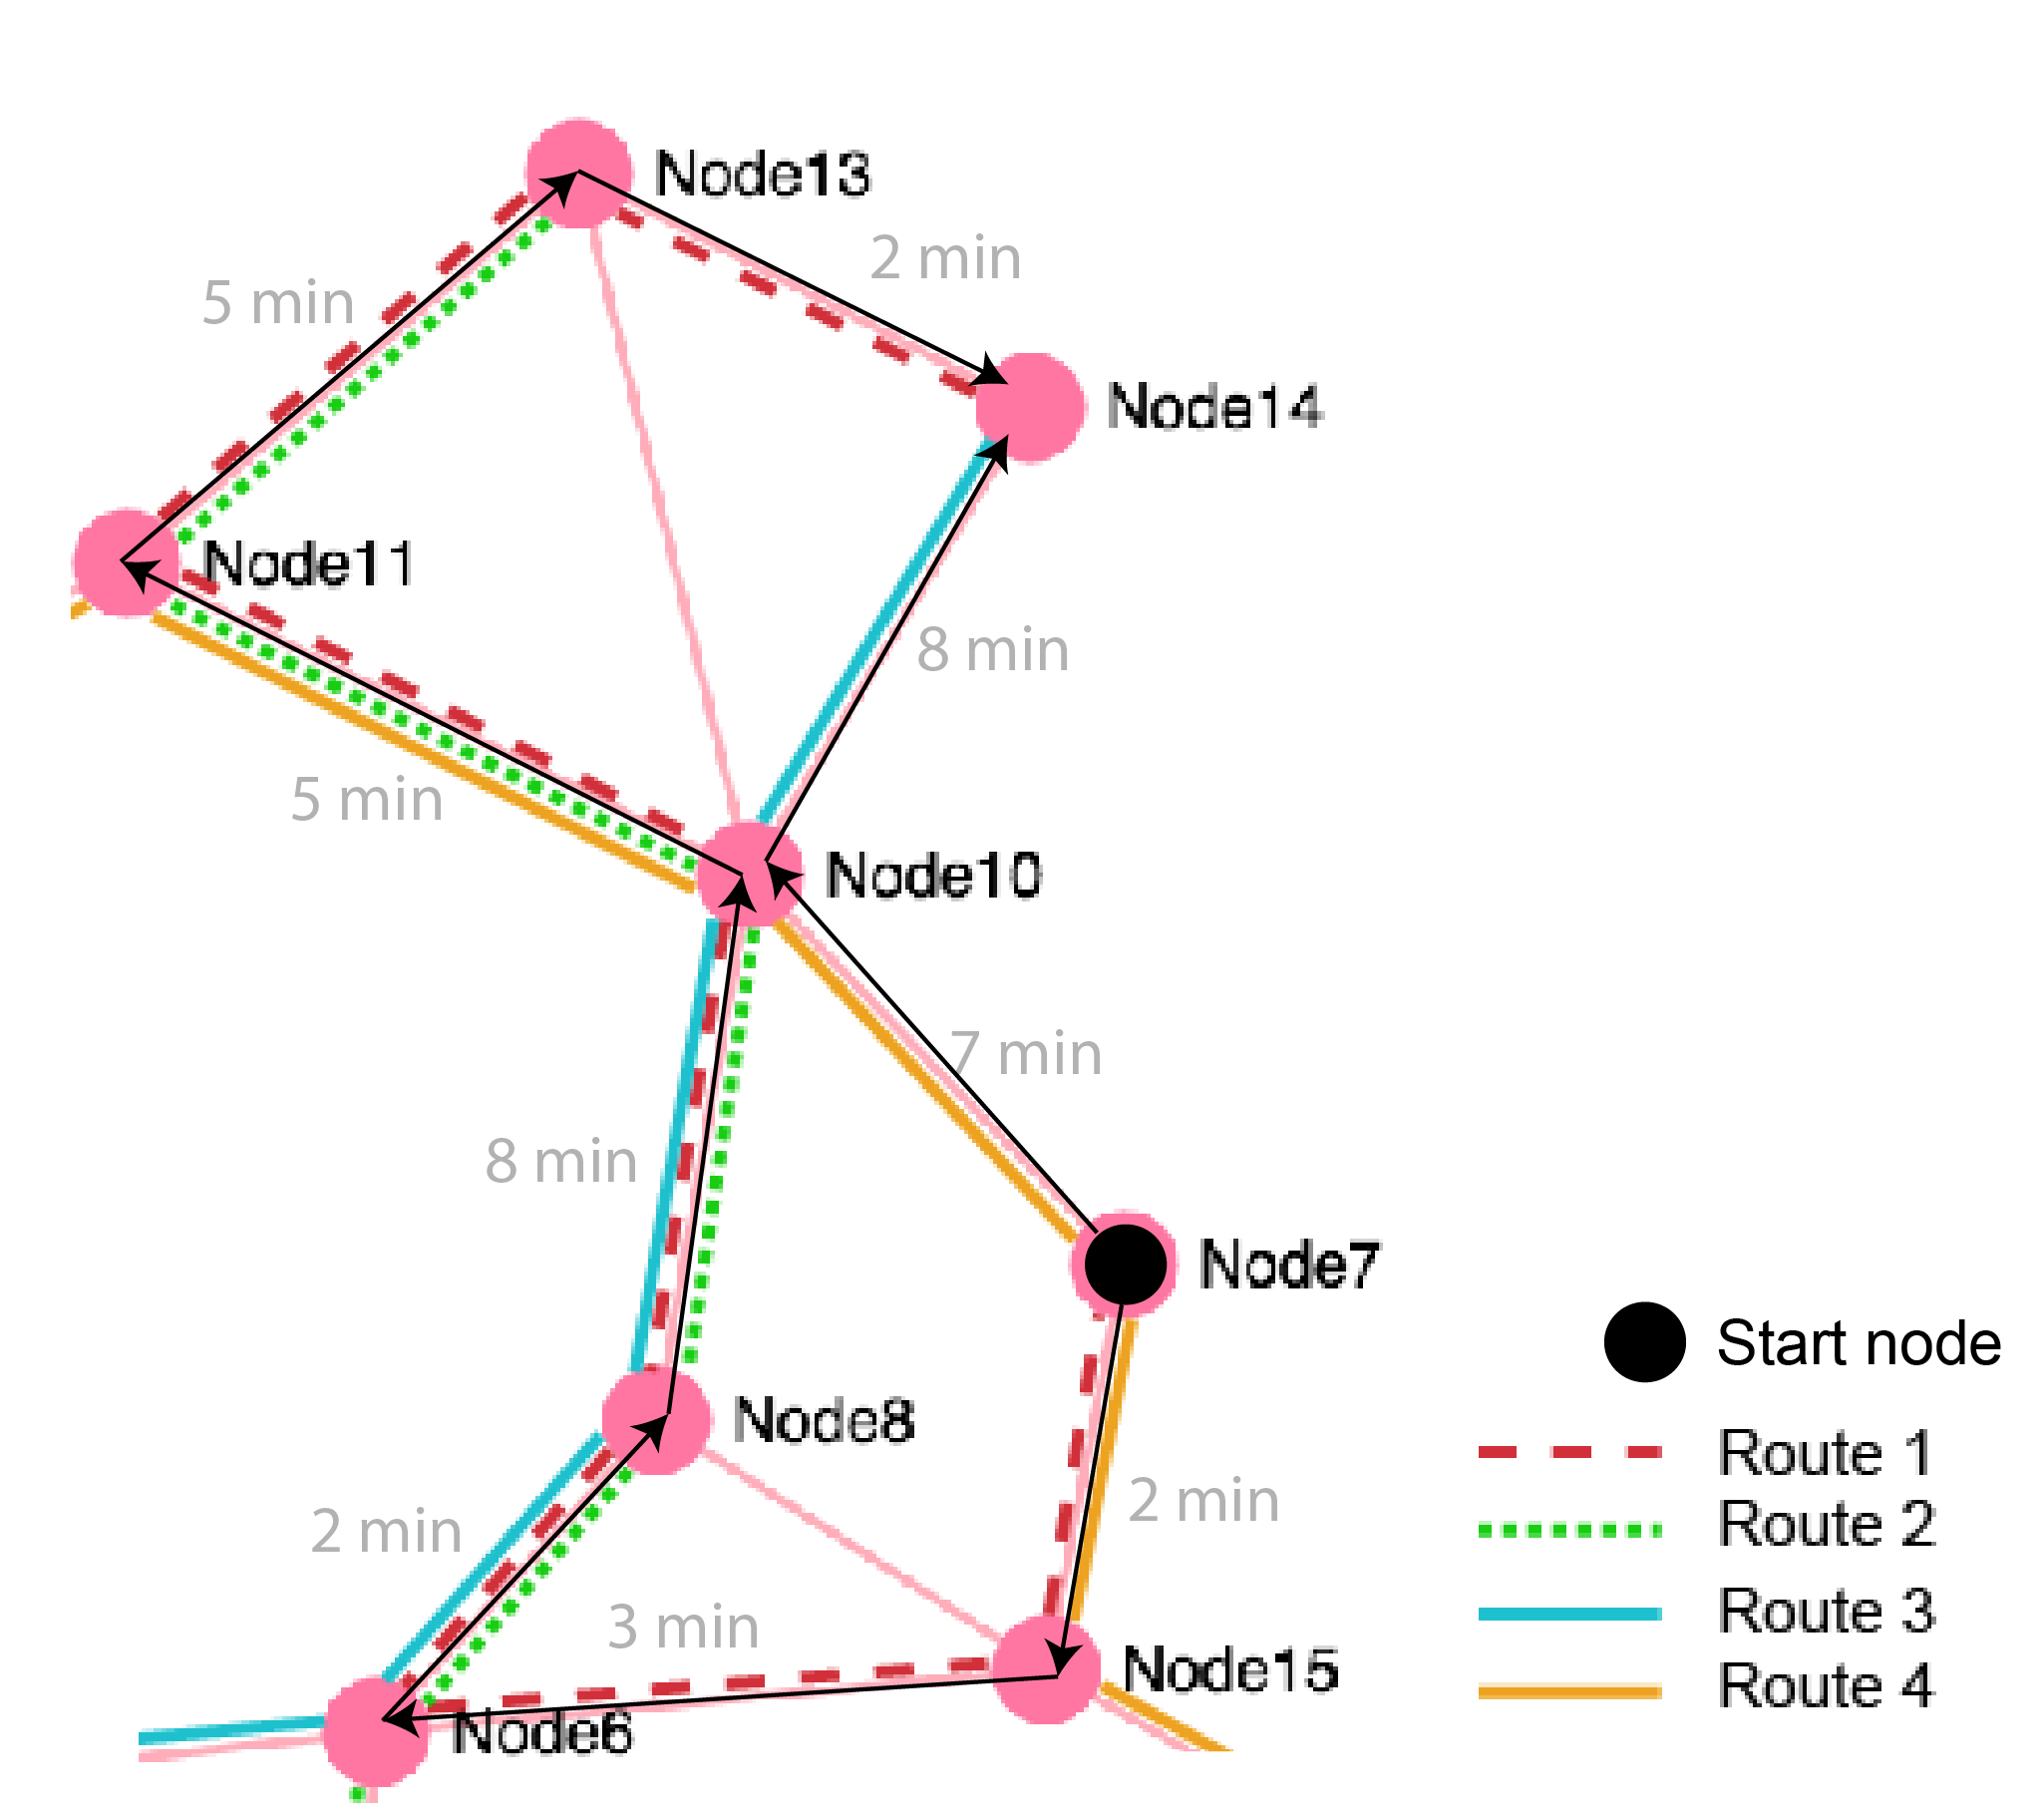 Node13
2 min
5 min
Node14
Node11
8 min
5 min
Node10
7 min
8 min
Node7
Start node
Node8
Route 1
2 min
Route 2
2 min
3 min
Route 3
Node15
Route 4
Node6